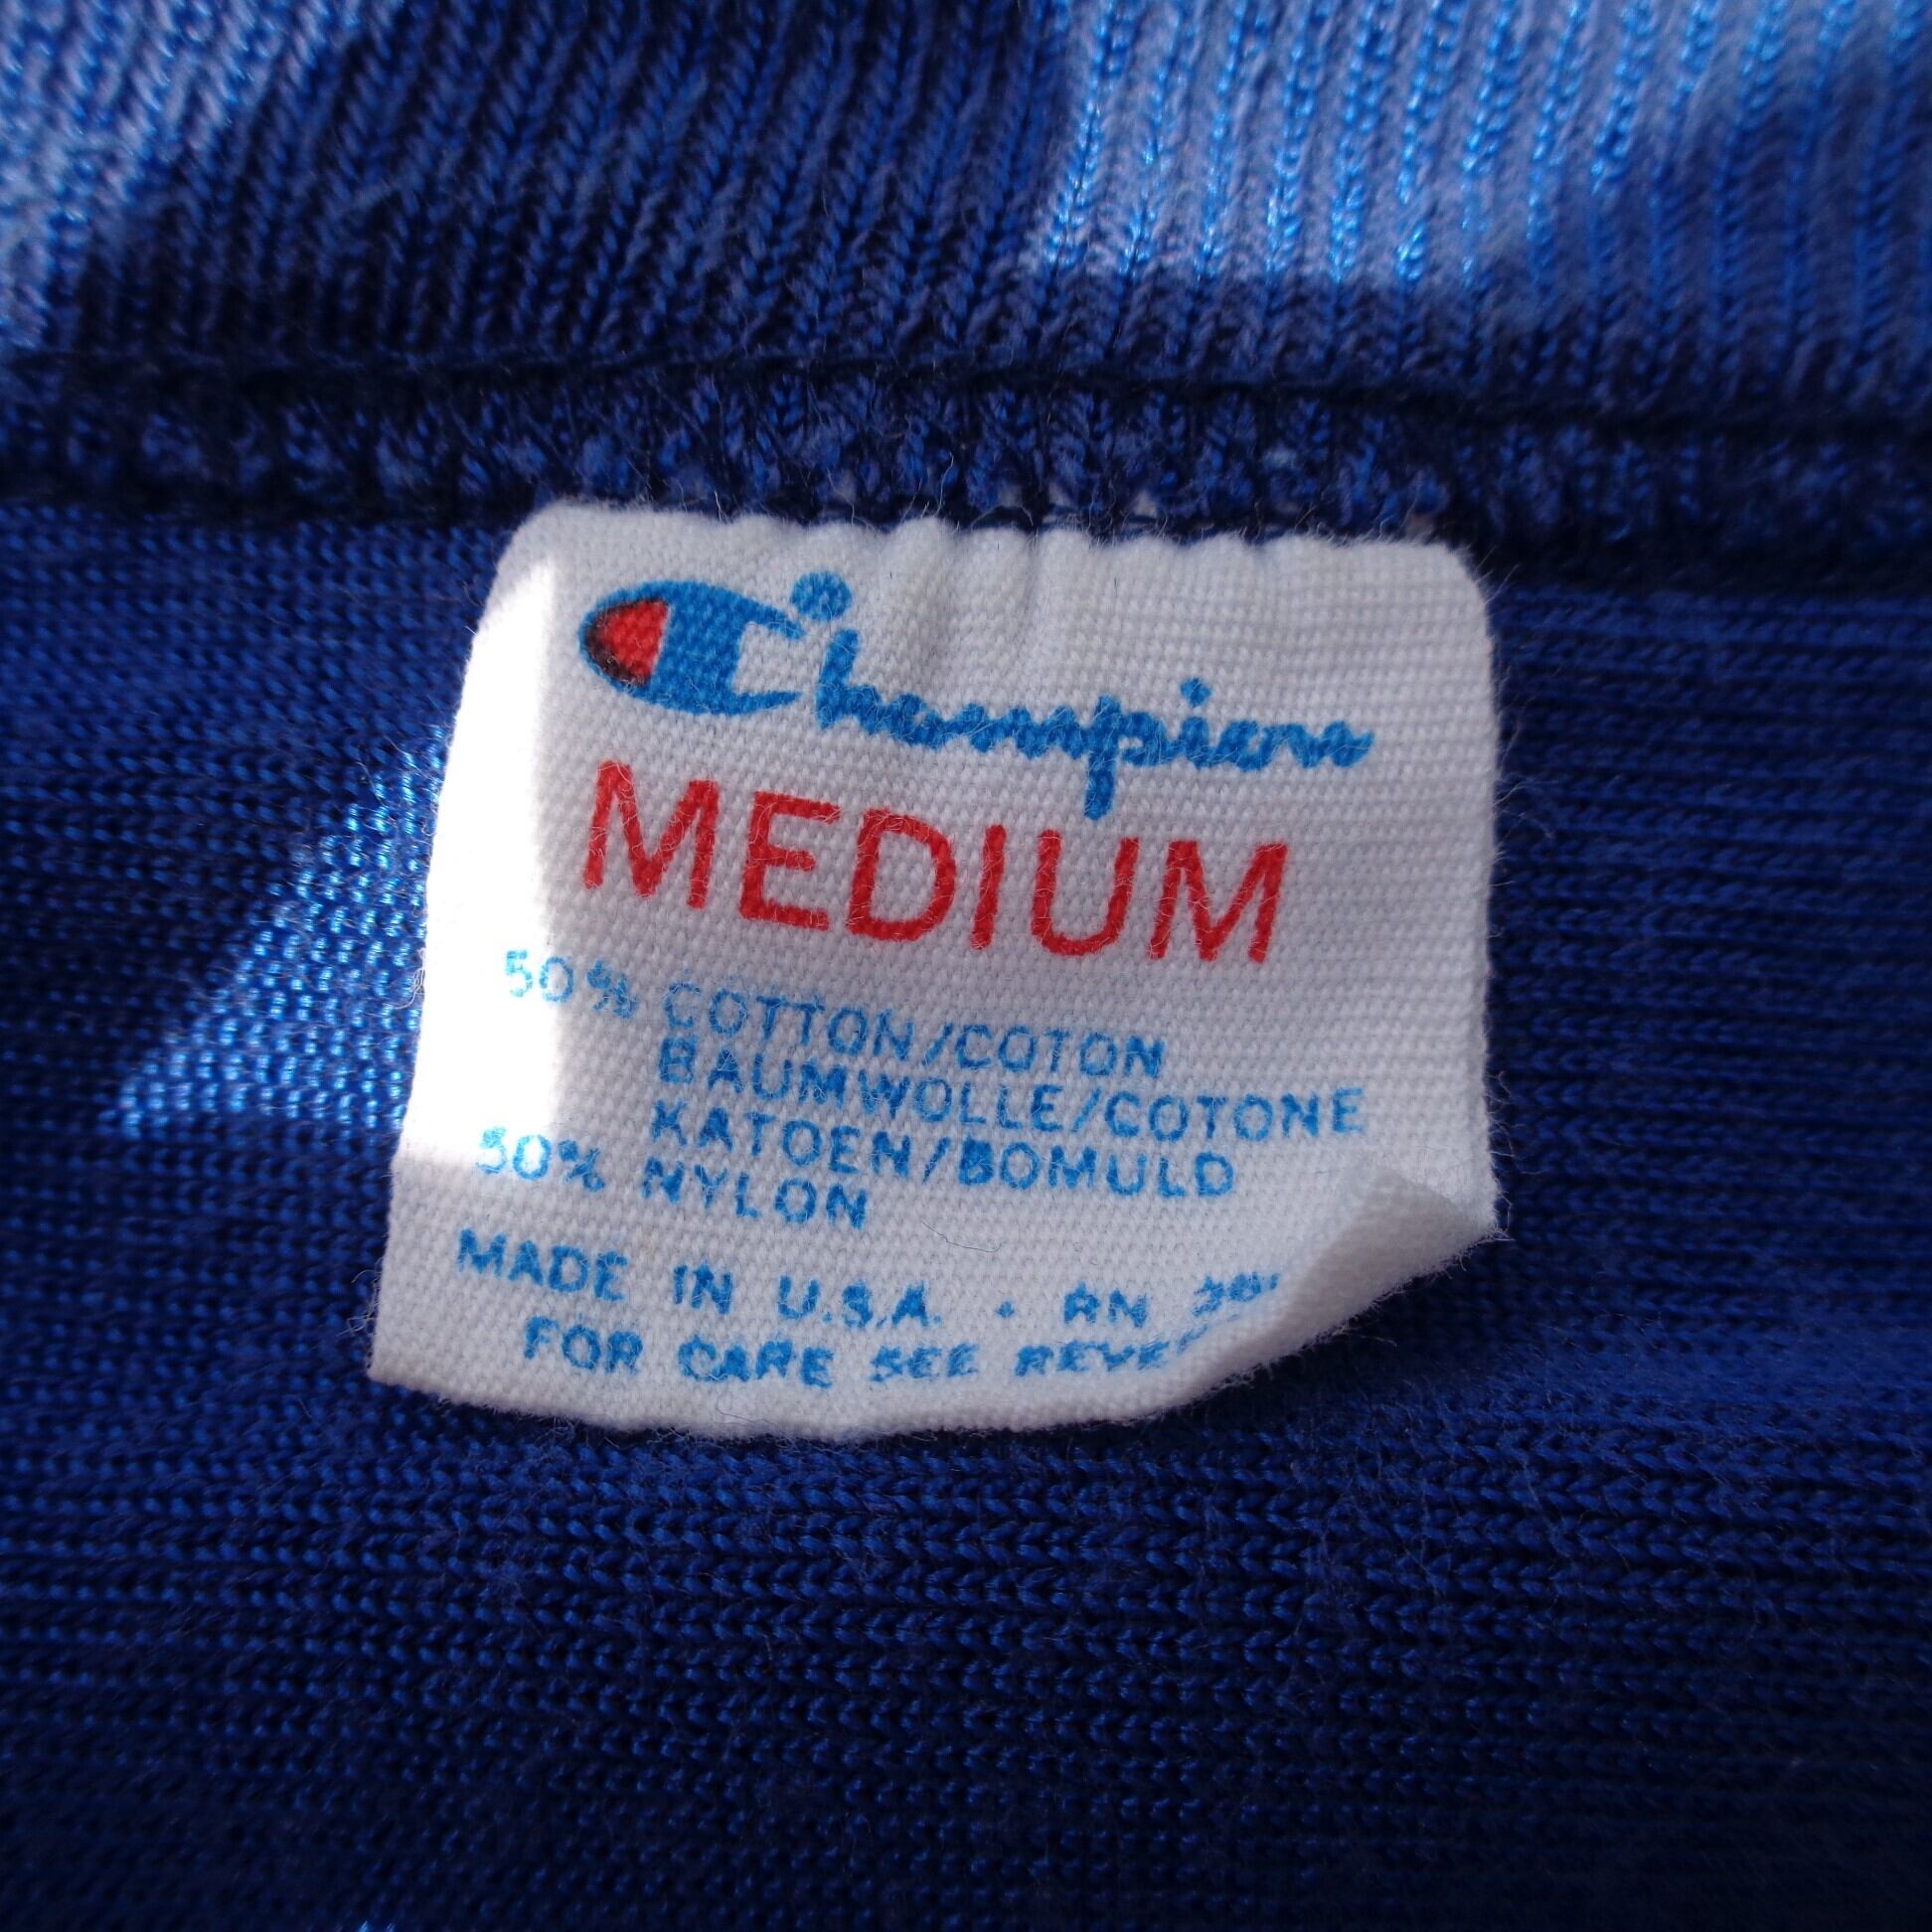 Champion
MEDIUM
50% COTTON/COTON
BAUMWOLLE/COTONE
KATOEN/BOMULD
50% NYLON
MADE IN U.S.A. • RN
FOR CARE SEE